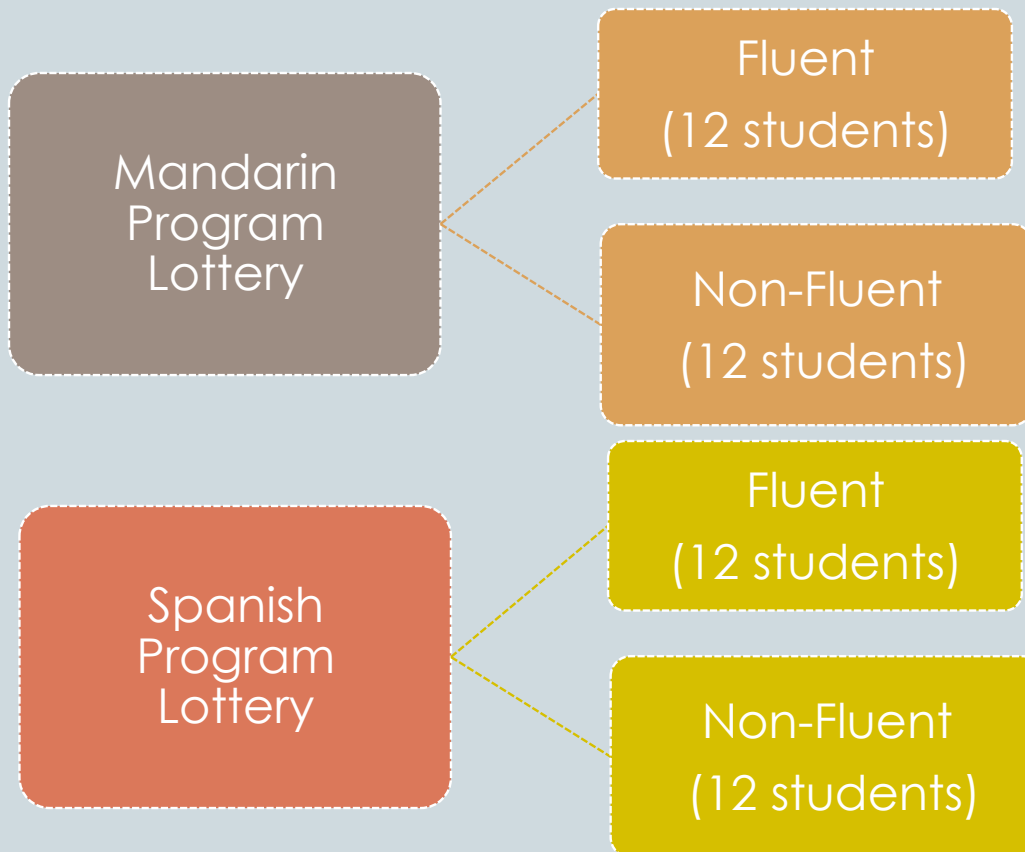 Mandarin
Program
Lottery
Fluent
(12 students)
Non-Fluent
(12 students)
Spanish
Program
Lottery
Fluent
(12 students)
Non-Fluent
(12 students)